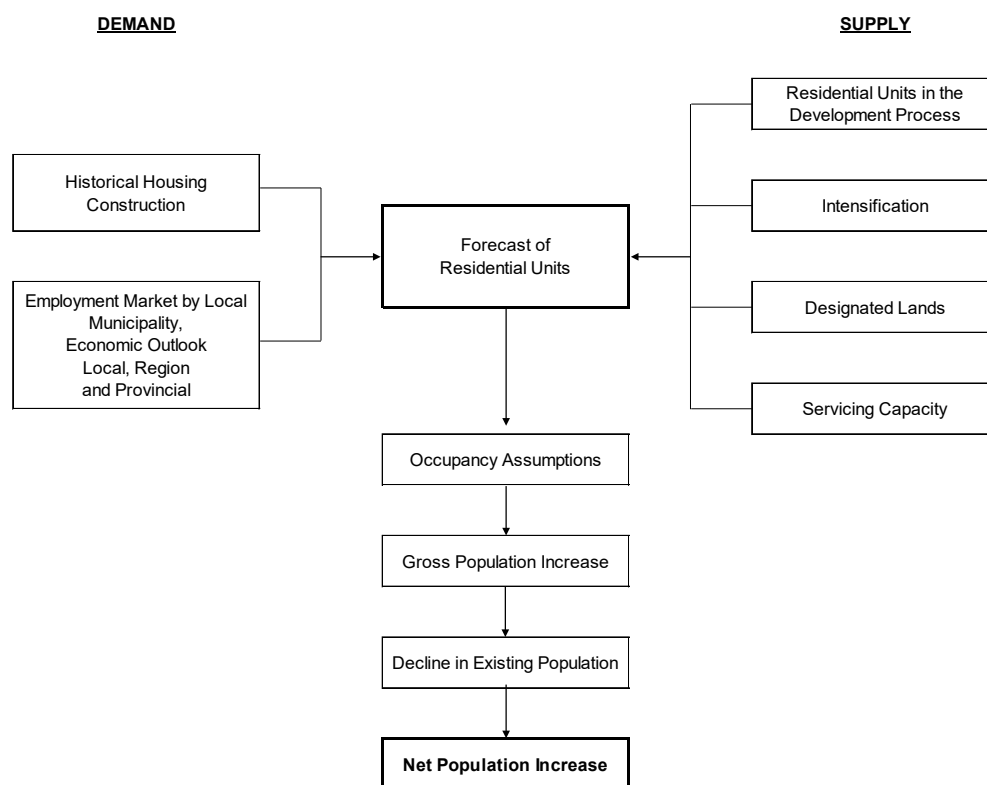 DEMAND
SUPPLY
Residential Units in the
Development Process
Historical Housing
Construction
Intensification
Forecast of
Residential Units
Employment Market by Local
Municipality,
Economic Outlook
Local, Region
and Provincial
Designated Lands
Servicing Capacity
Occupancy Assumptions
Gross Population Increase
Decline in Existing Population
Net Population Increase